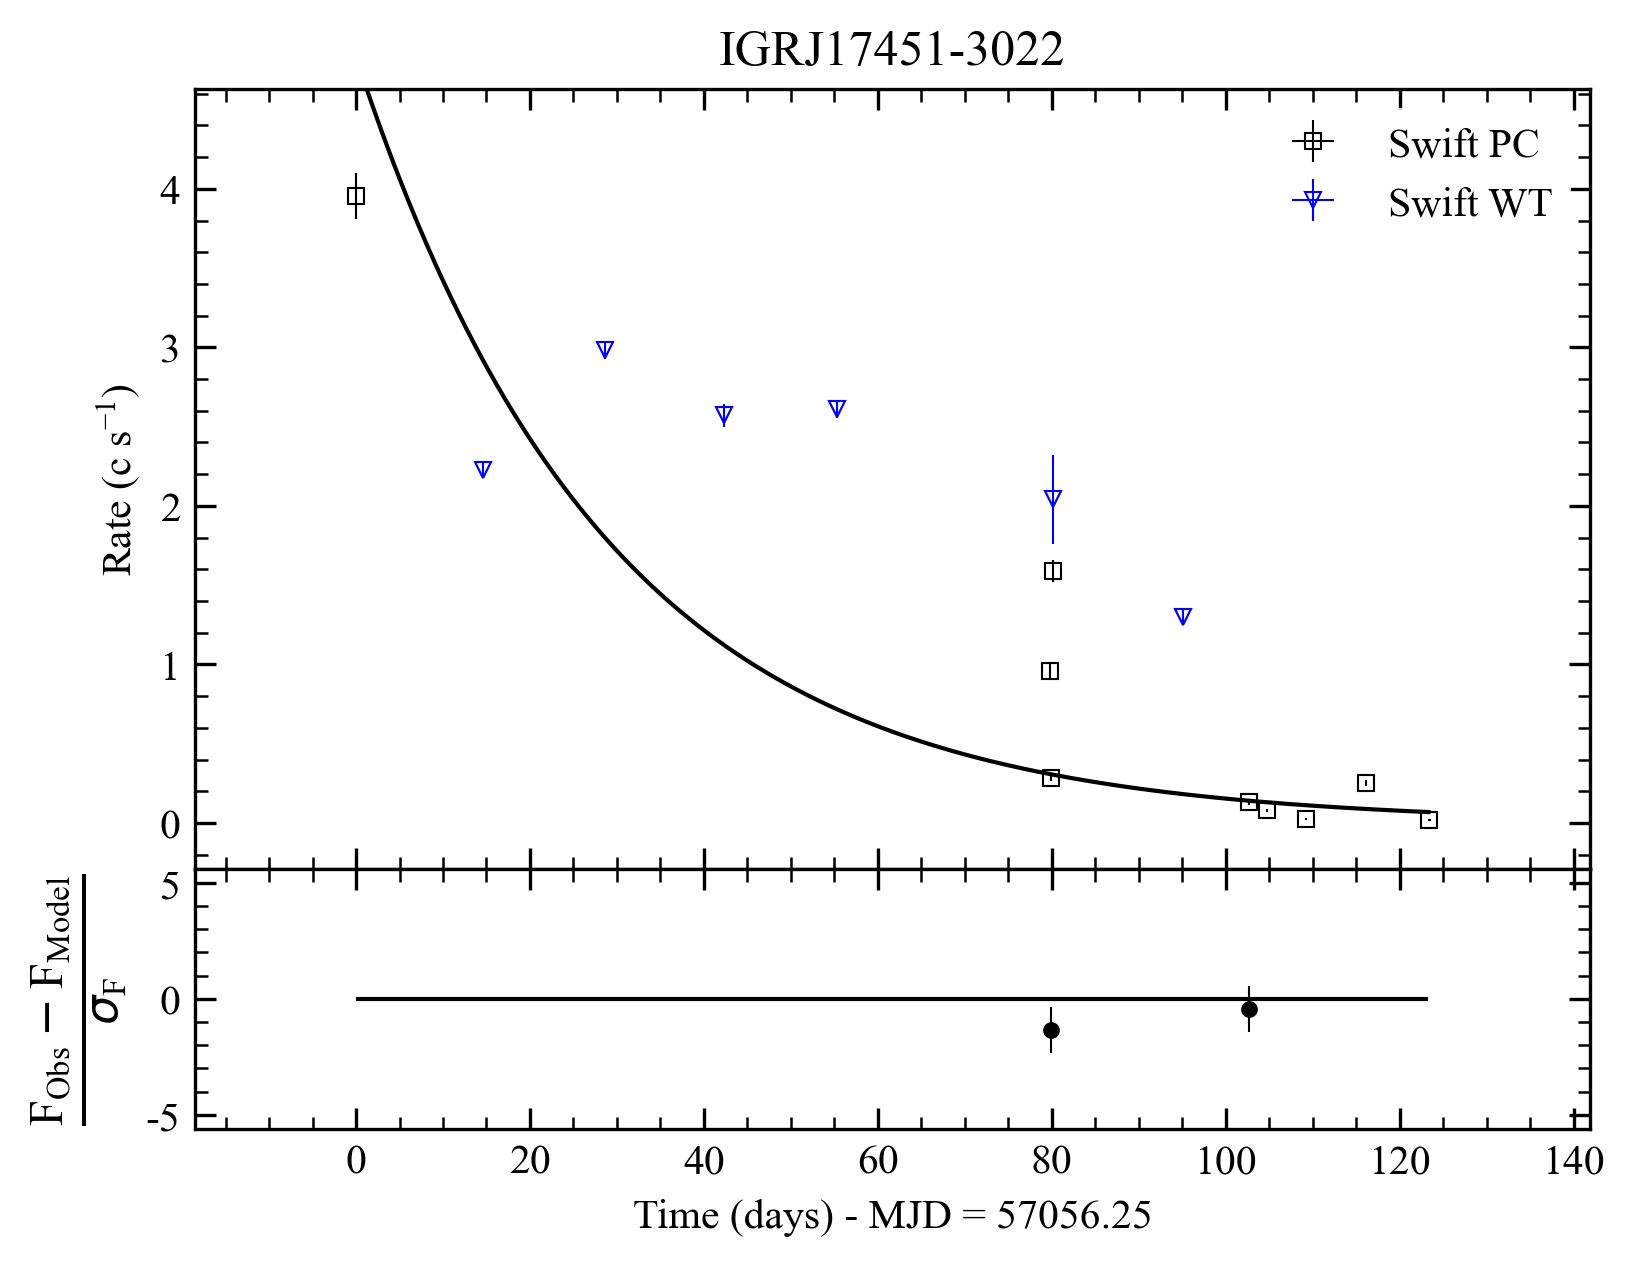 IGRJ17451-3022
Swift PC
Swift WT
Rate (c s⁻¹)
4
3
2
1
0
F_Obs − F_Model
σ_F
5
0
-5
0 20 40 60 80 100 120 140
Time (days) - MJD = 57056.25